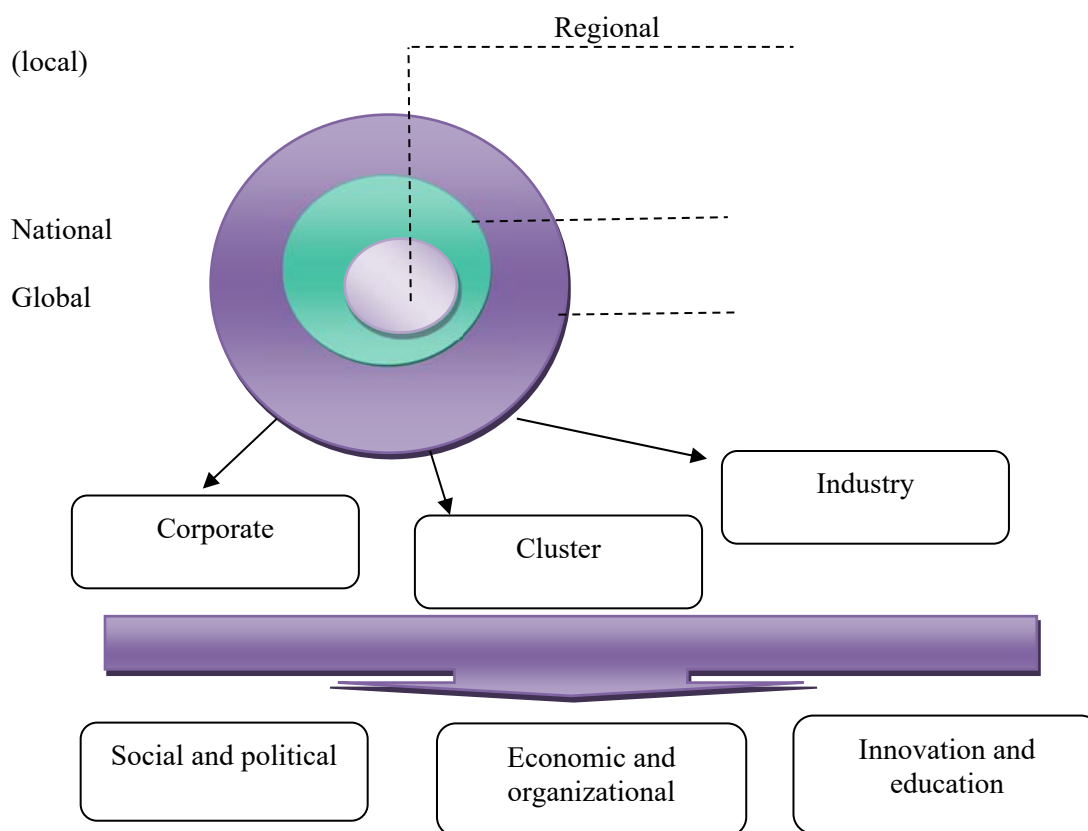 Regional
(local)
National
Global
Industry
Corporate
Cluster
Social and political
Economic and
organizational
Innovation and
education